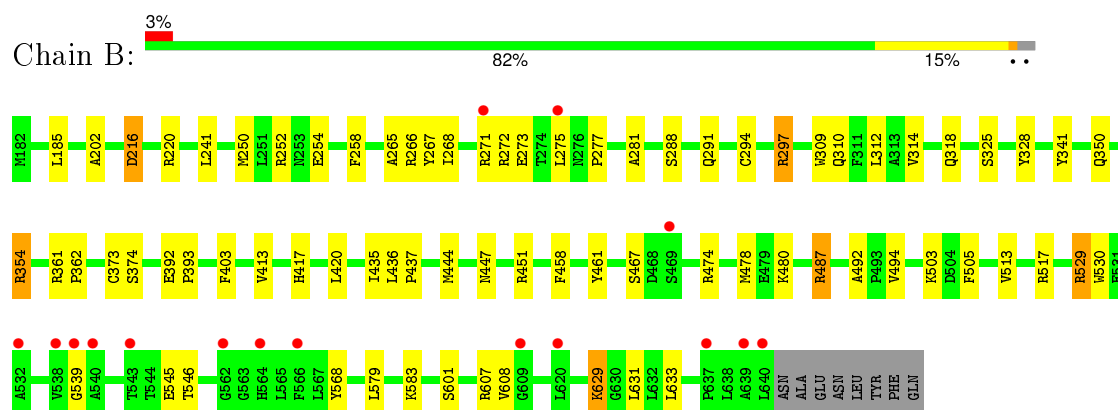 3%
Chain B:
82% 15% • •
M182 L185 A202 D216 R220 L241 M250 L251 R252 N253 E254 F258 A265 R266 Y267 I268 R271 R272 E273 T274 L275 N276 P277 A281 S288 Q291 C294 R297 W309 Q310 F311 L312 A313 V314 Q318 S325 Y328 Y341 Q350
R354 R361 P362 C373 S374 E392 P393 F403 V413 H417 L420 I435 L436 P437 M444 N447 R451 F458 Y461 S467 D468 S469 R474 M478 E479 K480 R487 A492 P493 V494 K503 D504 F505 V513 R517 R529 W530 E531
A532 V538 G539 A540 T543 T544 E545 T546 G562 G563 H564 L565 F566 L567 Y568 L579 K583 S601 R607 V608 G609 L620 K629 G630 L631 L632 L633 P637 L638 A639 L640 ASN ALA GLU ASN LEU TYR PHE GLN